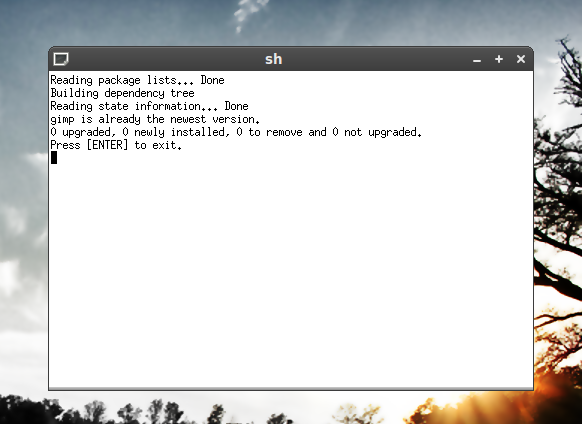 sh
Reading package lists... Done
Building dependency tree
Reading state information... Done
gimp is already the newest version.
0 upgraded, 0 newly installed, 0 to remove and 0 not upgraded.
Press [ENTER] to exit.